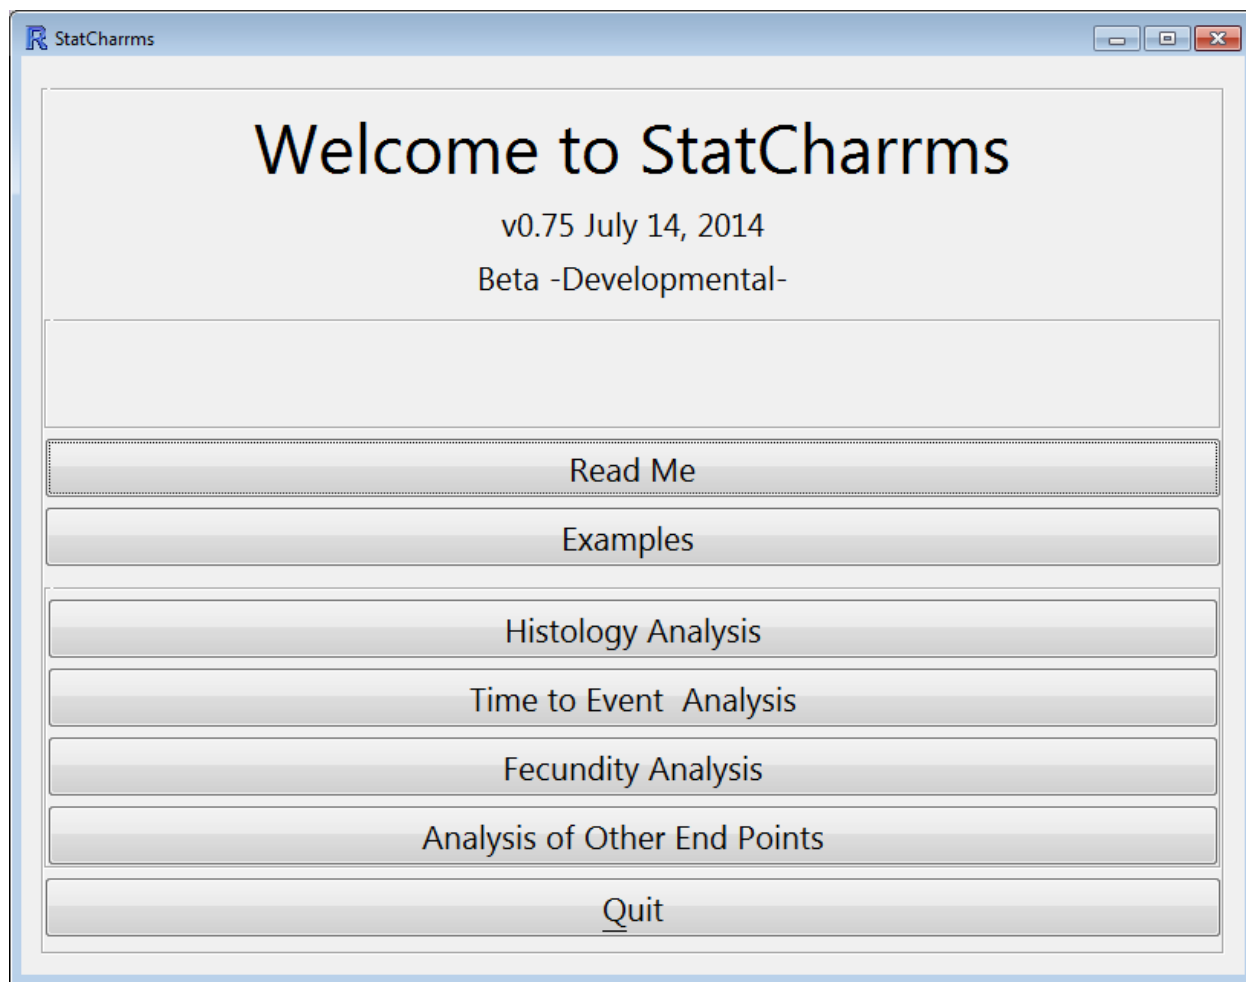 StatCharrms
Welcome to StatCharrms
v0.75 July 14, 2014
Beta -Developmental-
Read Me
Examples
Histology Analysis
Time to Event  Analysis
Fecundity Analysis
Analysis of Other End Points
Quit